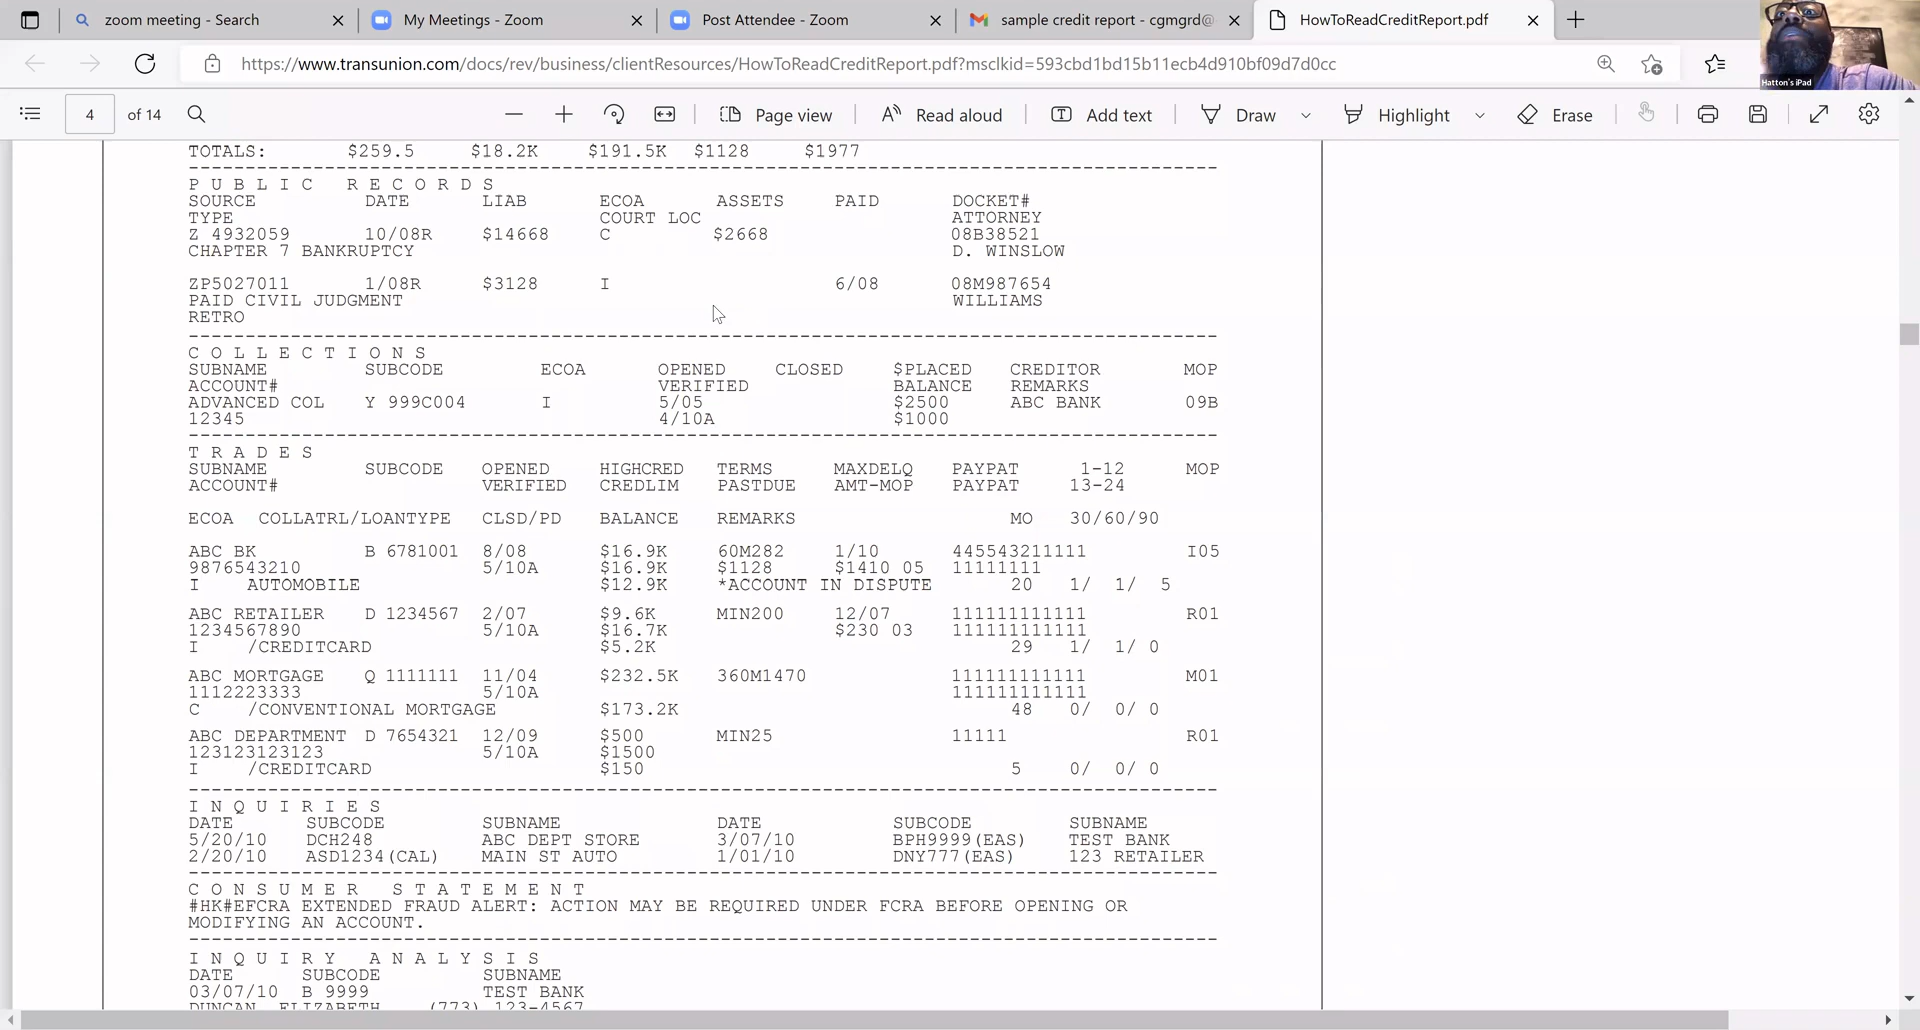 zoom meeting - Search
My Meetings - Zoom
Post Attendee - Zoom
sample credit report - cgmgrd@
HowToReadCreditReport.pdf
https://www.transunion.com/docs/rev/business/clientResources/HowToReadCreditReport.pdf?msclkid=593cbd1bd15b11ecb4d910bf09d7d0cc
Hatton's iPad
4 of 14 Page view Read aloud Add text Draw Highlight Erase
TOTALS: $259.5 $18.2K $191.5K $1128 $1977
PUBLIC RECORDS
SOURCE DATE LIAB ECOA ASSETS PAID DOCKET#
TYPE COURT LOC ATTORNEY
Z 4932059 10/08R $14668 C $2668 08B38521
CHAPTER 7 BANKRUPTCY D. WINSLOW
ZP5027011 1/08R $3128 I 6/08 08M987654
PAID CIVIL JUDGMENT WILLIAMS
RETRO
COLLECTIONS
SUBNAME SUBCODE ECOA OPENED CLOSED $PLACED CREDITOR MOP
ACCOUNT# VERIFIED BALANCE REMARKS
ADVANCED COL Y 999C004 I 5/05 $2500 ABC BANK 09B
12345 4/10A $1000
TRADES
SUBNAME SUBCODE OPENED HIGHCRED TERMS MAXDELQ PAYPAT 1-12 MOP
ACCOUNT# VERIFIED CREDLIM PASTDUE AMT-MOP PAYPAT 13-24
ECOA COLLATRL/LOANTYPE CLSD/PD BALANCE REMARKS MO 30/60/90
ABC BK B 6781001 8/08 $16.9K 60M282 1/10 445543211111 I05
9876543210 5/10A $16.9K $1128 $1410 05 11111111
I AUTOMOBILE $12.9K *ACCOUNT IN DISPUTE 20 1/ 1/ 5
ABC RETAILER D 1234567 2/07 $9.6K MIN200 12/07 111111111111 R01
1234567890 5/10A $16.7K $230 03 111111111111
I /CREDITCARD $5.2K 29 1/ 1/ 0
ABC MORTGAGE Q 1111111 11/04 $232.5K 360M1470 111111111111 M01
1112223333 5/10A 111111111111
C /CONVENTIONAL MORTGAGE $173.2K 48 0/ 0/ 0
ABC DEPARTMENT D 7654321 12/09 $500 MIN25 11111 R01
123123123123 5/10A $1500
I /CREDITCARD $150 5 0/ 0/ 0
INQUIRIES
DATE SUBCODE SUBNAME DATE SUBCODE SUBNAME
5/20/10 DCH248 ABC DEPT STORE 3/07/10 BPH9999(EAS) TEST BANK
2/20/10 ASD1234(CAL) MAIN ST AUTO 1/01/10 DNY777(EAS) 123 RETAILER
CONSUMER STATEMENT
#HK#EFCRA EXTENDED FRAUD ALERT: ACTION MAY BE REQUIRED UNDER FCRA BEFORE OPENING OR
MODIFYING AN ACCOUNT.
INQUIRY ANALYSIS
DATE SUBCODE SUBNAME
03/07/10 B 9999 TEST BANK
DUNCAN, ELIZABETH (773) 123-4567